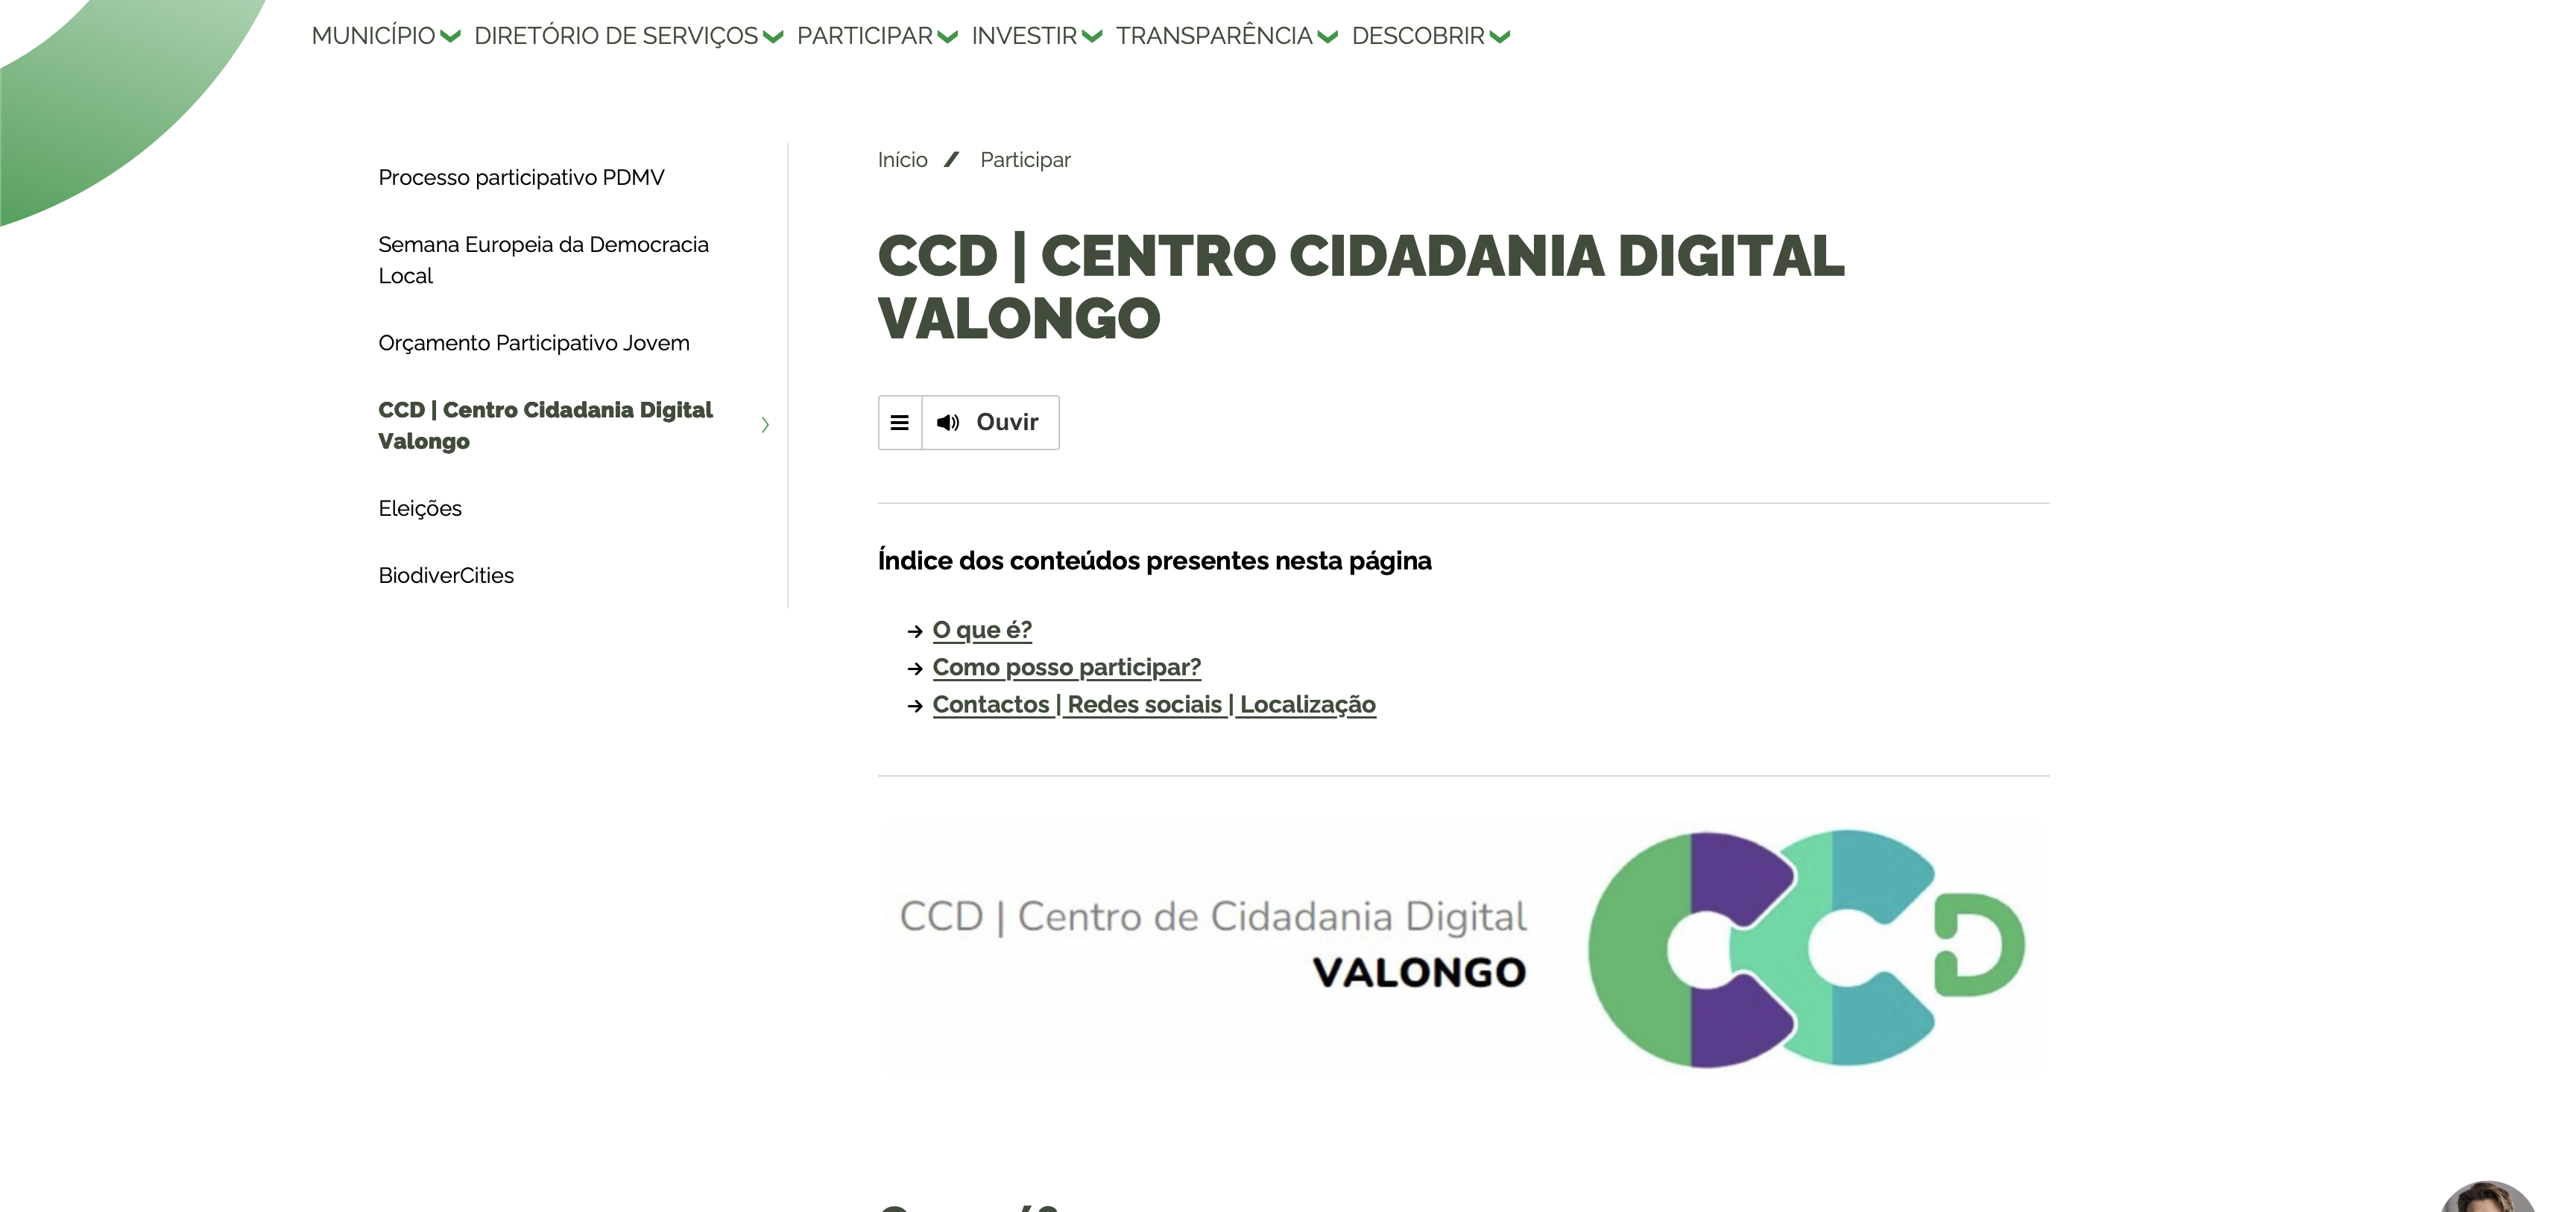 MUNICÍPIO DIRETÓRIO DE SERVIÇOS PARTICIPAR INVESTIR TRANSPARÊNCIA DESCOBRIR
Processo participativo PDMV
Semana Europeia da Democracia
Local
Orçamento Participativo Jovem
CCD | Centro Cidadania Digital
Valongo
Eleições
BiodiverCities
Início / Participar
CCD | CENTRO CIDADANIA DIGITAL
VALONGO
Ouvir
Índice dos conteúdos presentes nesta página
O que é?
Como posso participar?
Contactos | Redes sociais | Localização
CCD | Centro de Cidadania Digital
VALONGO
CCD